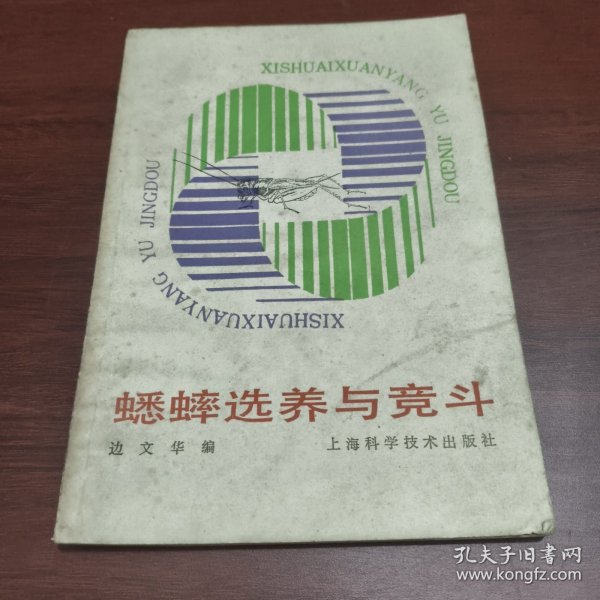 XISHUAIXUANYANG YU JINGDOU
XISHUAIXUANYANG YU JINGDOU
蟋蟀选养与竞斗
边文华编 上海科学技术出版社
孔夫子旧书网
www.kongfz.com